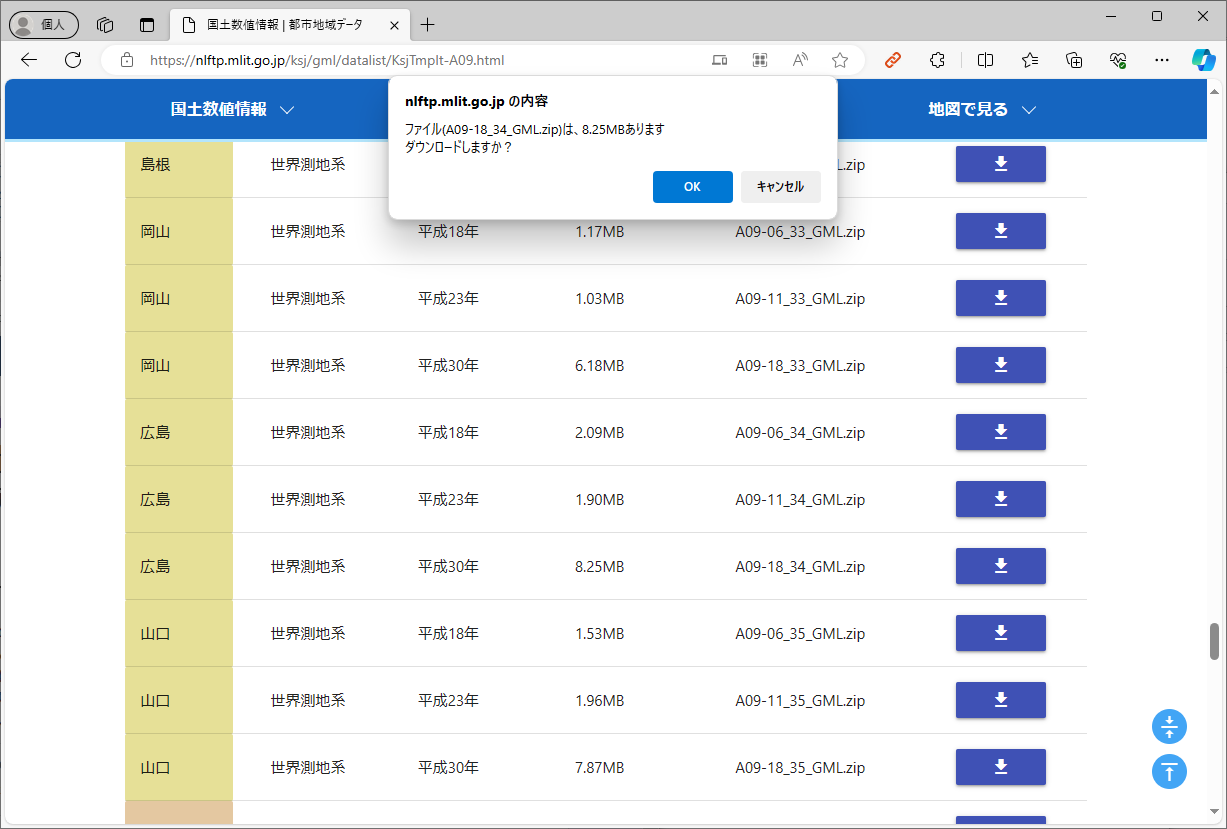 個人
国土数値情報 | 都市地域データ
https://nlftp.mlit.go.jp/ksj/gml/datalist/KsjTmplt-A09.html
国土数値情報
地図で見る
nlftp.mlit.go.jp の内容
ファイル(A09-18_34_GML.zip)は、8.25MBあります
ダウンロードしますか？
OK キャンセル
島根 世界測地系 L.zip
岡山 世界測地系 平成18年 1.17MB A09-06_33_GML.zip
岡山 世界測地系 平成23年 1.03MB A09-11_33_GML.zip
岡山 世界測地系 平成30年 6.18MB A09-18_33_GML.zip
広島 世界測地系 平成18年 2.09MB A09-06_34_GML.zip
広島 世界測地系 平成23年 1.90MB A09-11_34_GML.zip
広島 世界測地系 平成30年 8.25MB A09-18_34_GML.zip
山口 世界測地系 平成18年 1.53MB A09-06_35_GML.zip
山口 世界測地系 平成23年 1.96MB A09-11_35_GML.zip
山口 世界測地系 平成30年 7.87MB A09-18_35_GML.zip